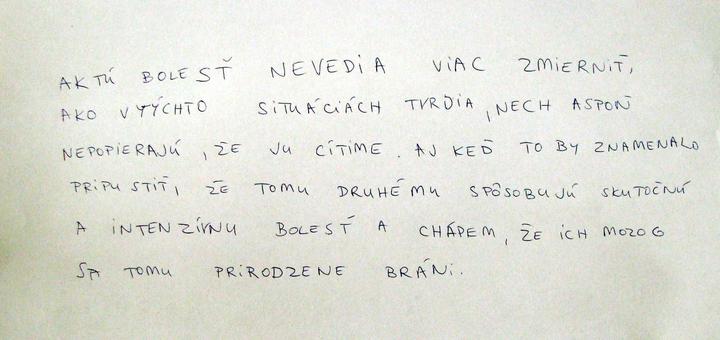 AK TÚ BOLESŤ NEVEDIA VIAC ZMIERNIŤ,
AKO V TÝCHTO SITUÁCIÁCH TVRDIA, NECH ASPOŇ
NEPOPIERAJÚ, ŽE JU CÍTIME. AJ KEĎ TO BY ZNAMENALO
PRIPUSTIŤ, ŽE TOMU DRUHÉMU SPÔSOBUJÚ SKUTOČNÚ
A INTENZÍVNU BOLESŤ A CHÁPEM, ŽE ICH MOZOG
SA TOMU PRIRODZENE BRÁNI.